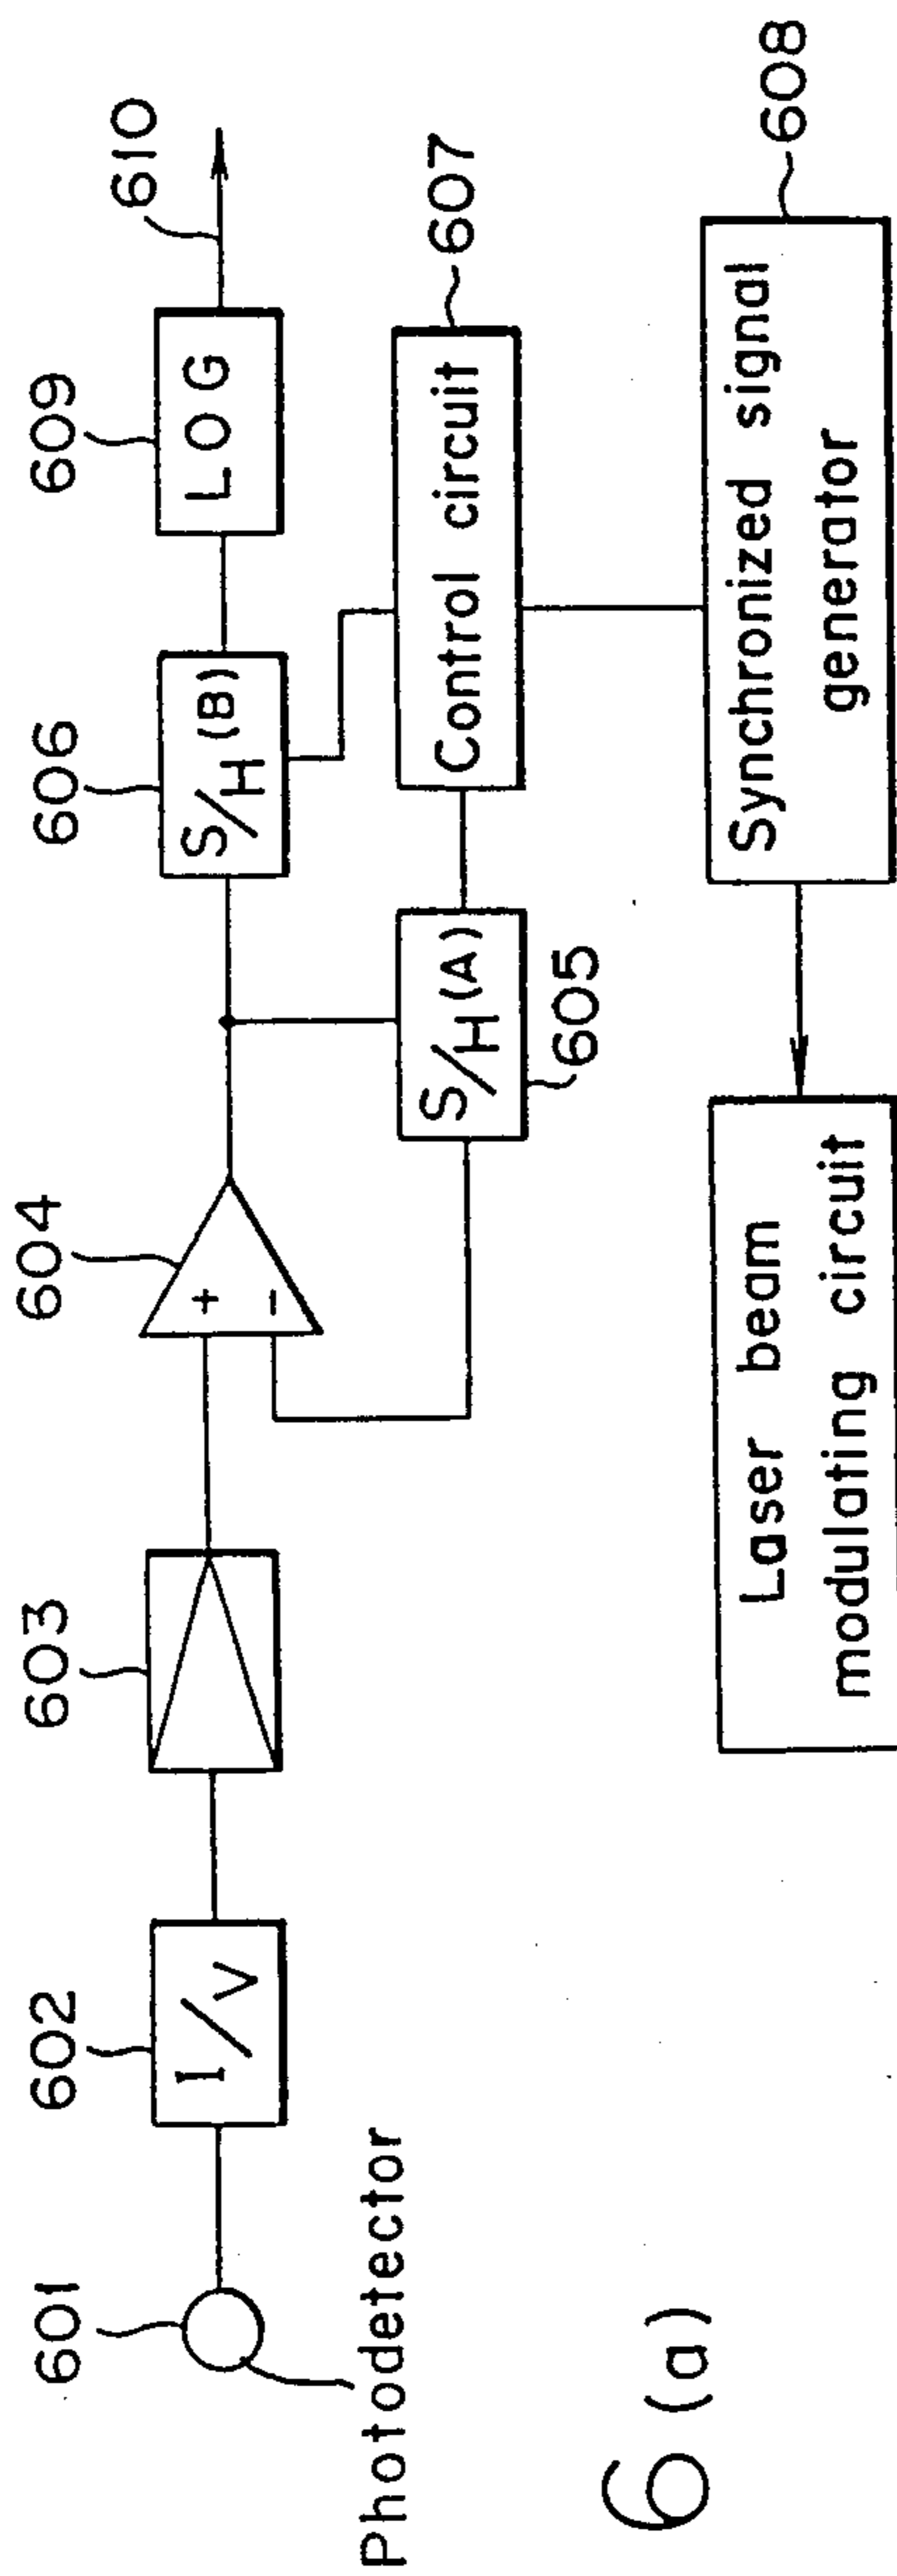 601
602
603
604
606
609
610
I/V
+
−
S/H (B)
LOG
Photodetector
S/H (A)
605
Control circuit
607
Laser beam
modulating circuit
Synchronized signal
generator
608
6 (a)